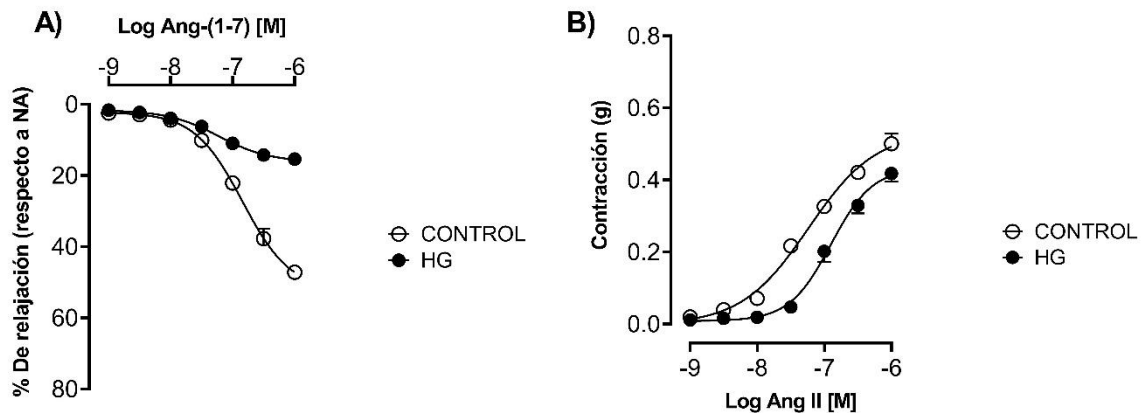 A)
Log Ang-(1-7) [M]
-9 -8 -7 -6
% De relajación (respecto a NA)
0
20
40
60
80
CONTROL
HG
B)
Contracción (g)
0.8
0.6
0.4
0.2
0.0
-9 -8 -7 -6
Log Ang II [M]
CONTROL
HG